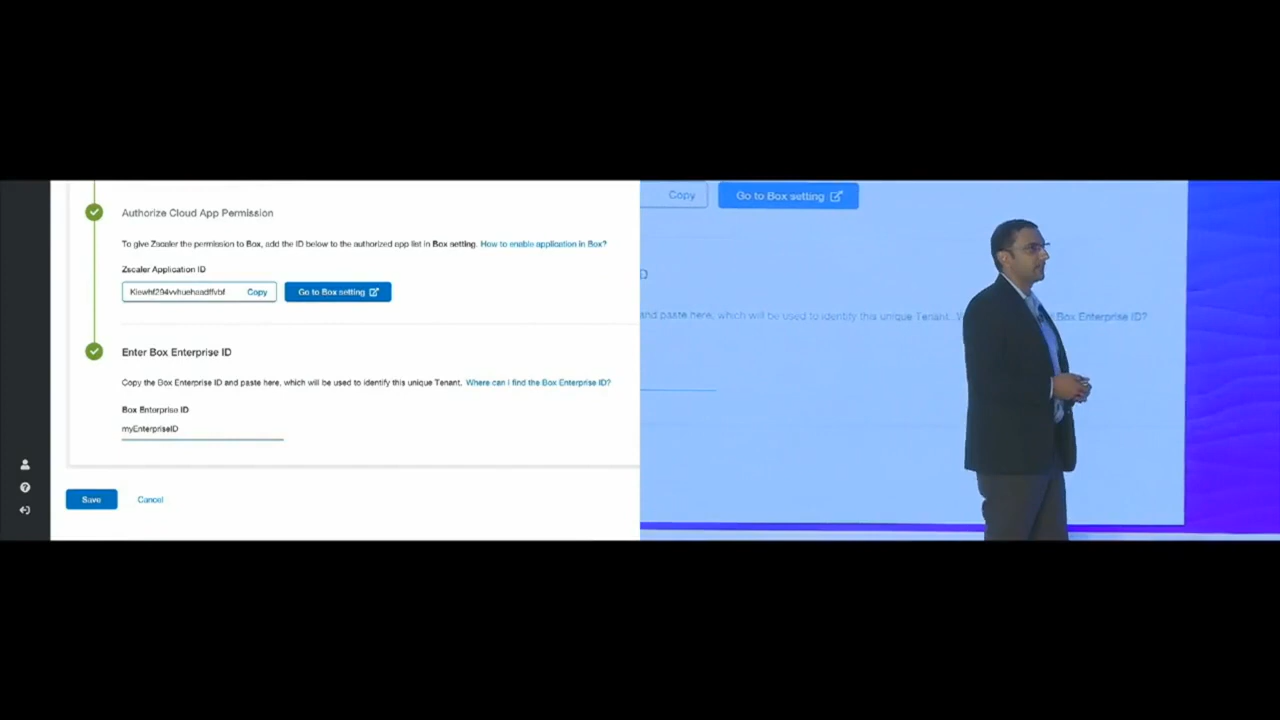 Authorize Cloud App Permission
To give Zscaler the permission to Box, add the ID below to the authorized app list in Box setting. How to enable application in Box?
Zscaler Application ID
Copy
Go to Box setting
Enter Box Enterprise ID
Copy the Box Enterprise ID and paste here, which will be used to identify this unique Tenant. Where can I find the Box Enterprise ID?
Box Enterprise ID
myEnterpriseID
Save
Cancel
Copy
Go to Box setting
D
and paste here, which will be used to identify this unique Tenant. Box Enterprise ID?